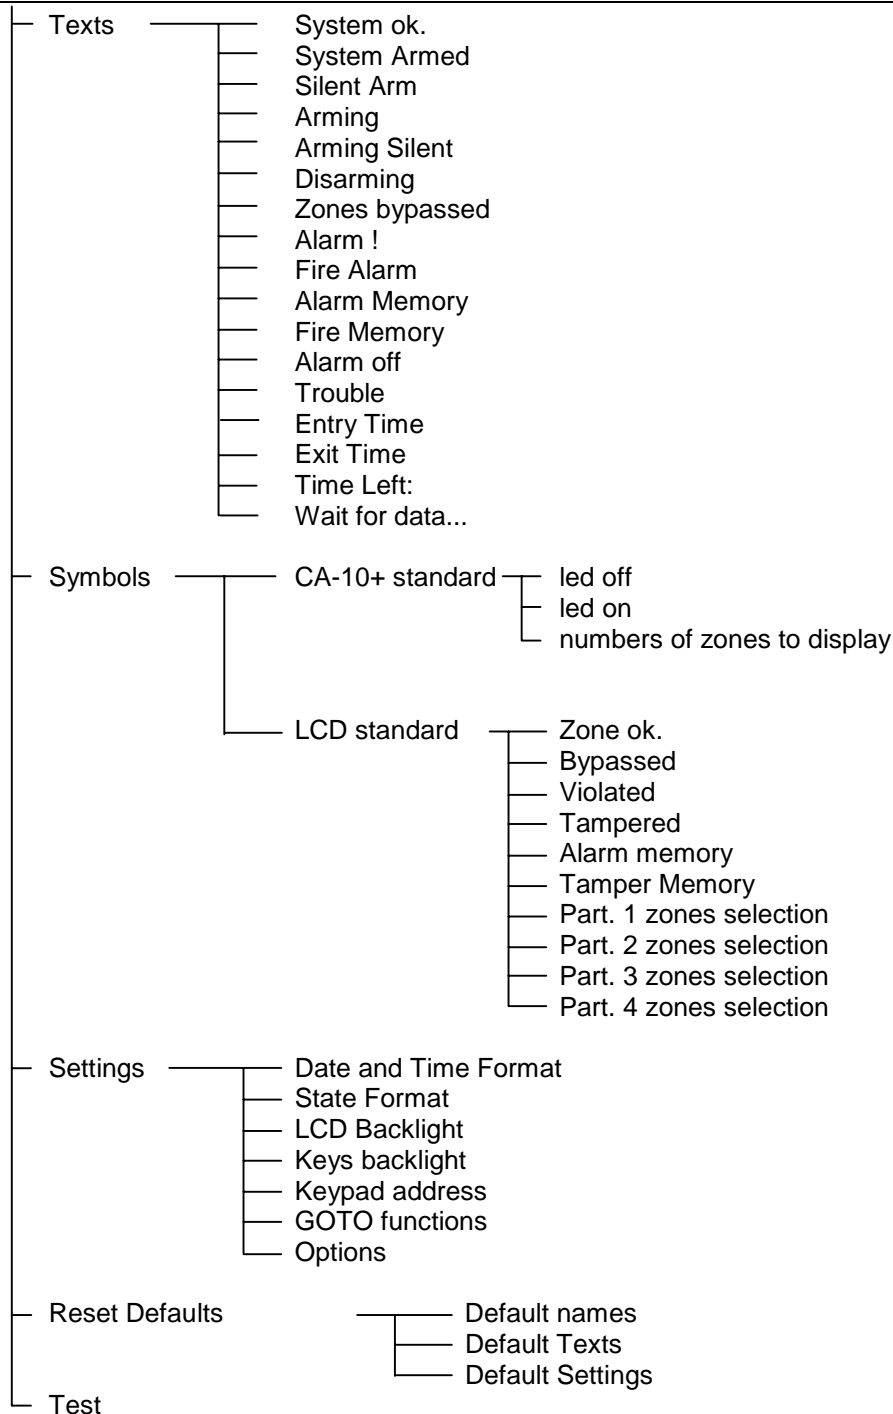 Texts System ok.
System Armed
Silent Arm
Arming
Arming Silent
Disarming
Zones bypassed
Alarm !
Fire Alarm
Alarm Memory
Fire Memory
Alarm off
Trouble
Entry Time
Exit Time
Time Left:
Wait for data...
Symbols CA-10+ standard led off
led on
numbers of zones to display
LCD standard Zone ok.
Bypassed
Violated
Tampered
Alarm memory
Tamper Memory
Part. 1 zones selection
Part. 2 zones selection
Part. 3 zones selection
Part. 4 zones selection
Settings Date and Time Format
State Format
LCD Backlight
Keys backlight
Keypad address
GOTO functions
Options
Reset Defaults Default names
Default Texts
Default Settings
Test